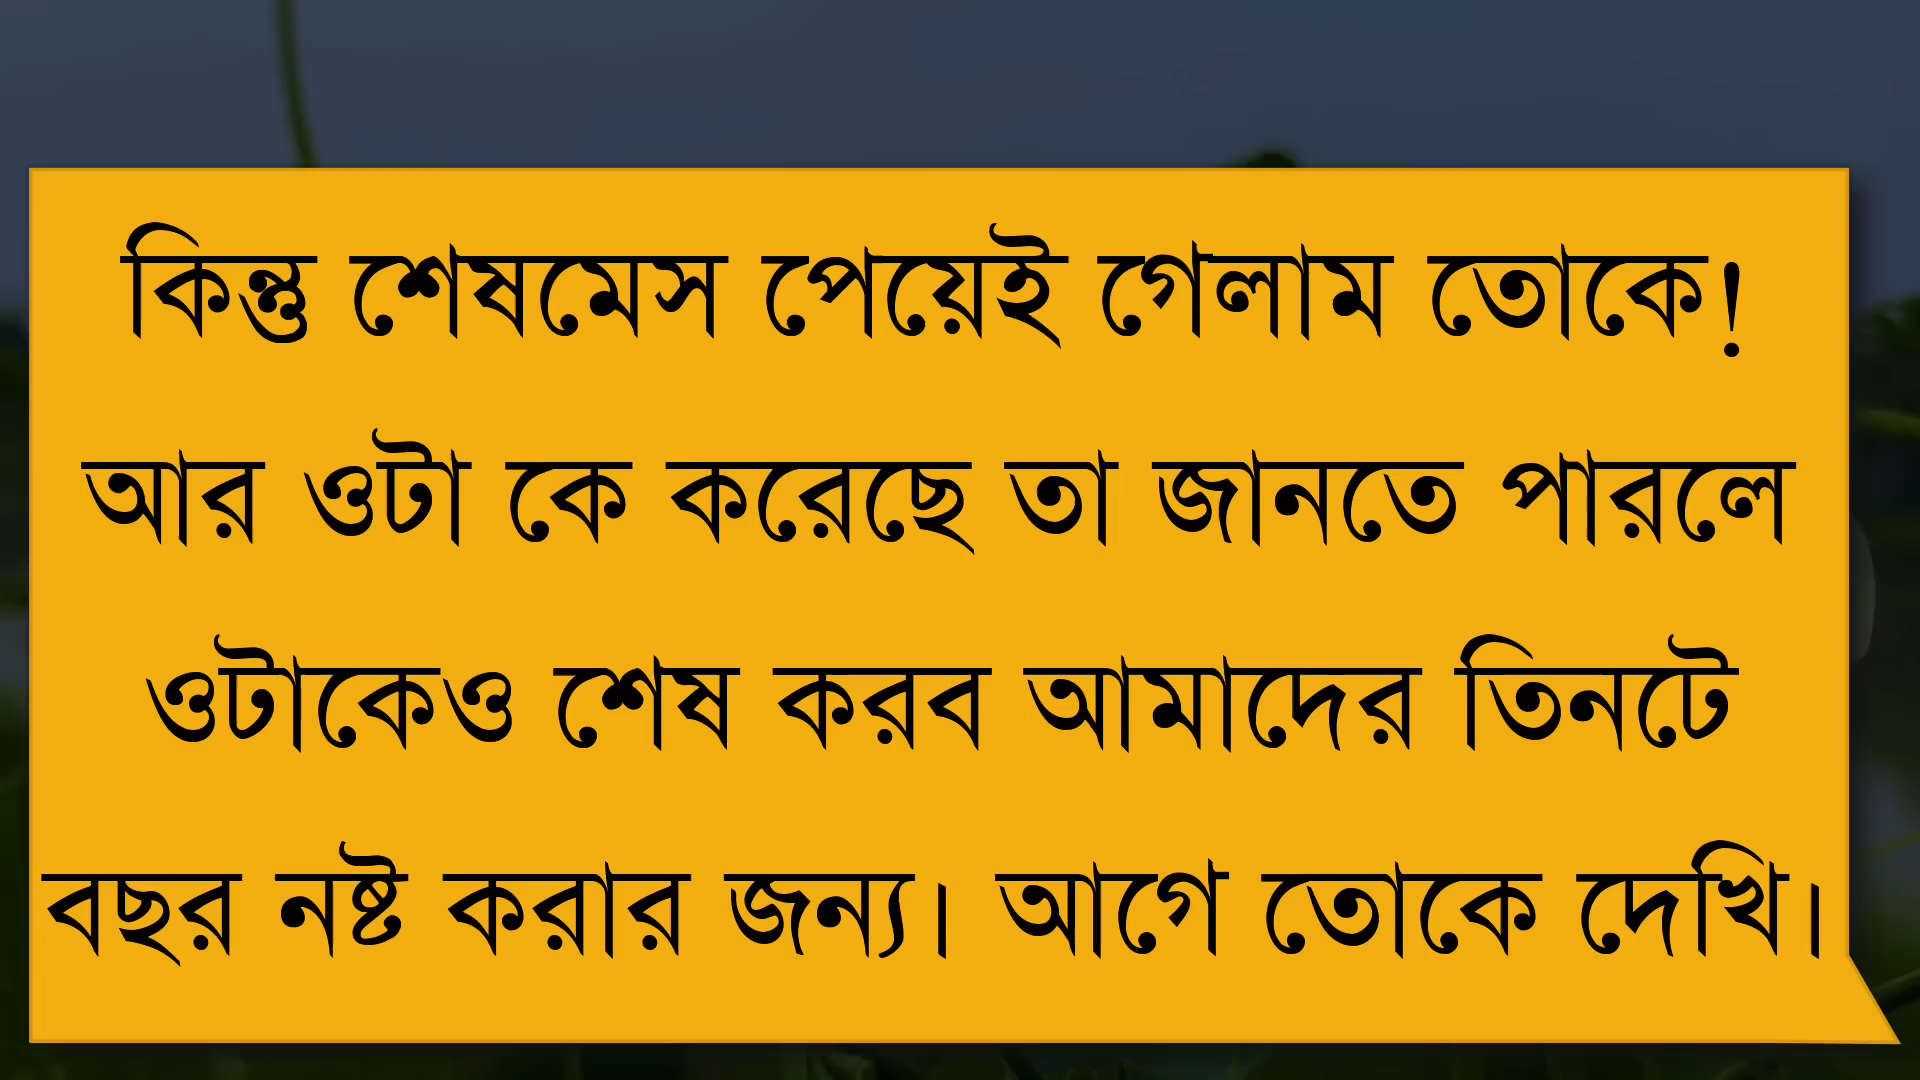 কিন্তু শেষমেস পেয়েই গেলাম তোকে!
আর ওটা কে করেছে তা জানতে পারলে
ওটাকেও শেষ করব আমাদের তিনটে
বছর নষ্ট করার জন্য। আগে তোকে দেখি।